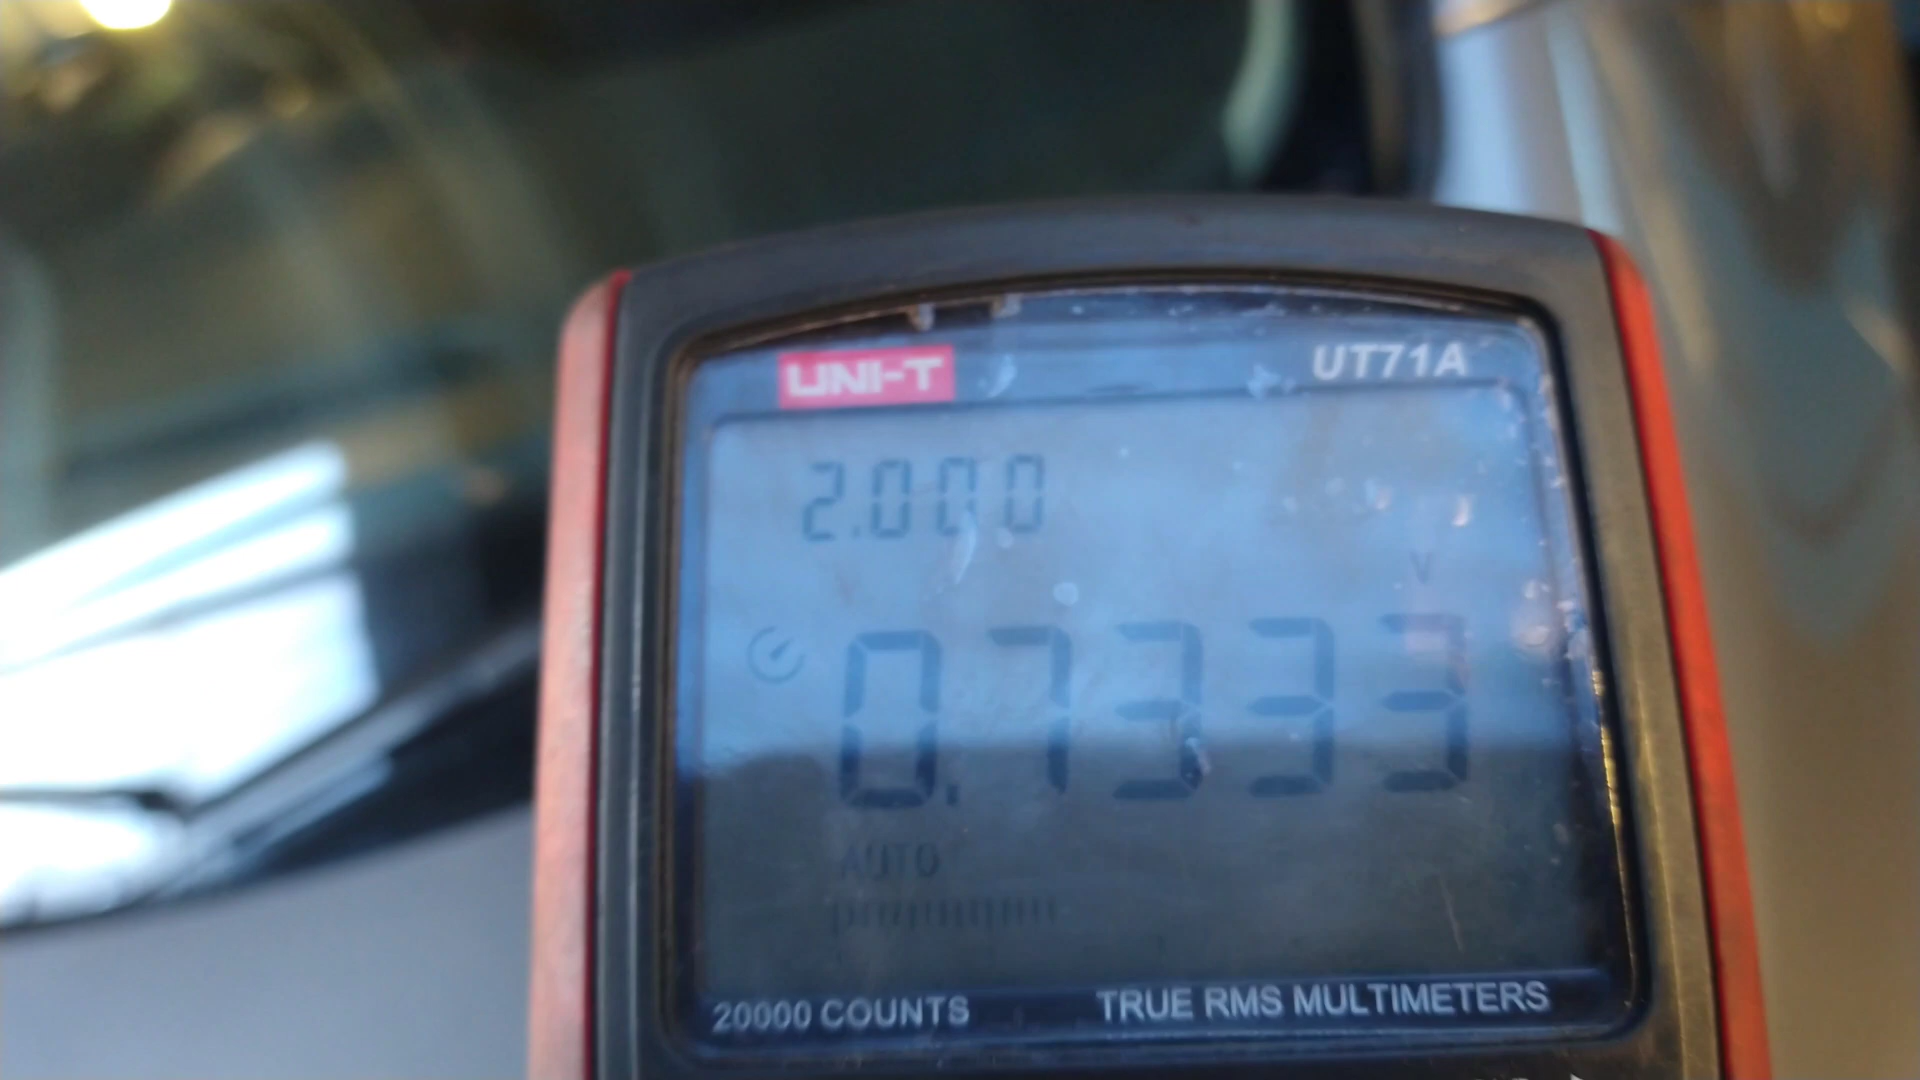 UNI-T UT71A
2.000
V
0.7333
AUTO
20000 COUNTS TRUE RMS MULTIMETERS